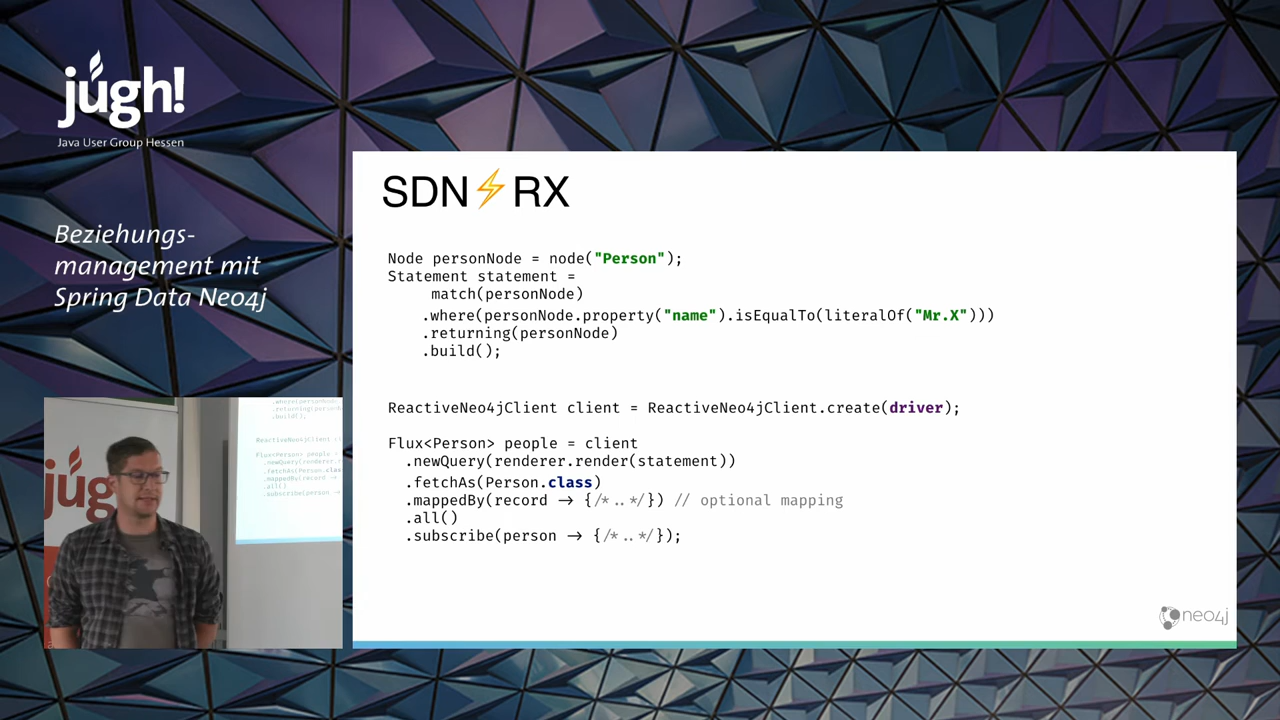 júgh!
Java User Group Hessen
Beziehungs-
management mit
Spring Data Neo4j
SDN⚡RX
Node personNode = node("Person");
Statement statement =
match(personNode)
.where(personNode.property("name").isEqualTo(literalOf("Mr.X")))
.returning(personNode)
.build();
ReactiveNeo4jClient client = ReactiveNeo4jClient.create(driver);
Flux<Person> people = client
.newQuery(renderer.render(statement))
.fetchAs(Person.class)
.mappedBy(record -> {/*..*/}) // optional mapping
.all()
.subscribe(person -> {/*..*/});
neo4j
júg